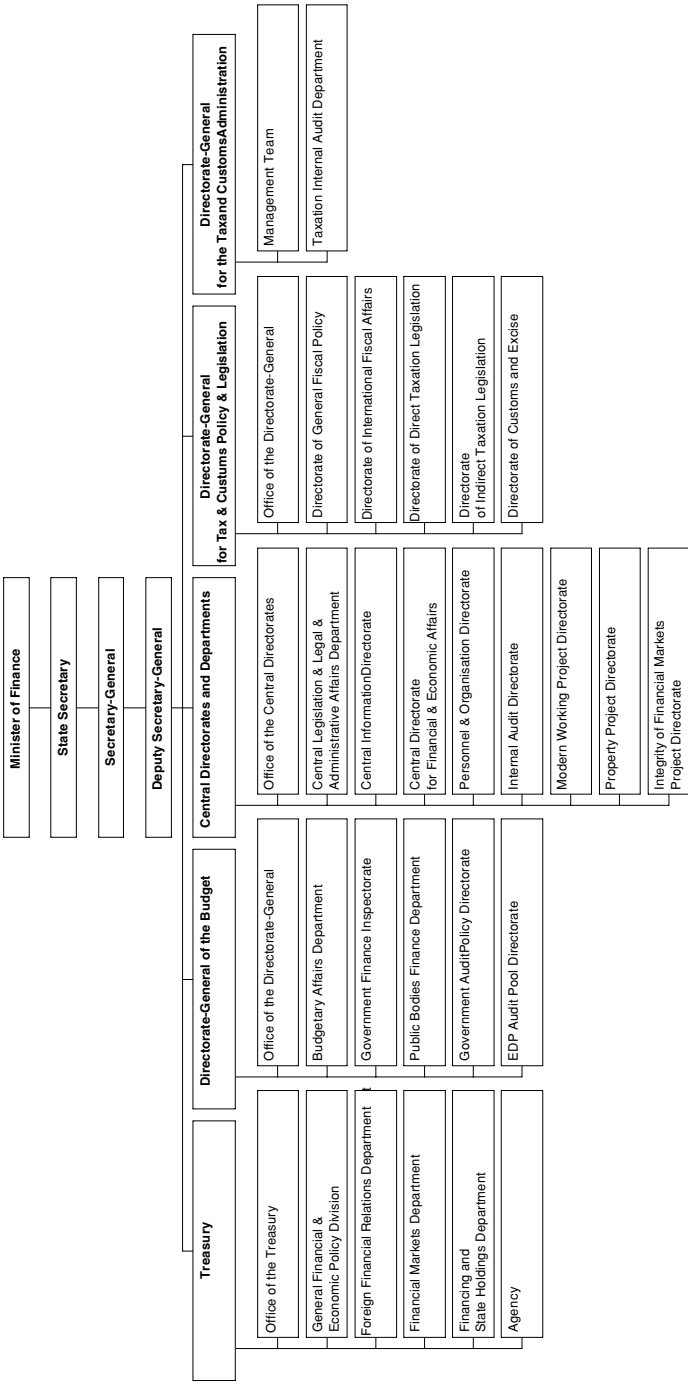 Minister of Finance
State Secretary
Secretary-General
Deputy Secretary-General
Treasury
Office of the Treasury
General Financial &
Economic Policy Division
Foreign Financial Relations Department
Financial Markets Department
Financing and
State Holdings Department
Agency
Directorate-General of the Budget
Office of the Directorate-General
Budgetary Affairs Department
Government Finance Inspectorate
Public Bodies Finance Department
Government AuditPolicy Directorate
EDP Audit Pool Directorate
Central Directorates and Departments
Office of the Central Directorates
Central Legislation & Legal &
Administrative Affairs Department
Central InformationDirectorate
Central Directorate
for Financial & Economic Affairs
Personnel & Organisation Directorate
Internal Audit Directorate
Modern Working Project Directorate
Property Project Directorate
Integrity of Financial Markets
Project Directorate
Directorate-General
for Tax & Custums Policy & Legislation
Office of the Directorate-General
Directorate of General Fiscal Policy
Directorate of International Fiscal Affairs
Directorate of Direct Taxation Legislation
Directorate
of Indirect Taxation Legislation
Directorate of Customs and Excise
Directorate-General
for the Taxand CustomsAdministration
Management Team
Taxation Internal Audit Department